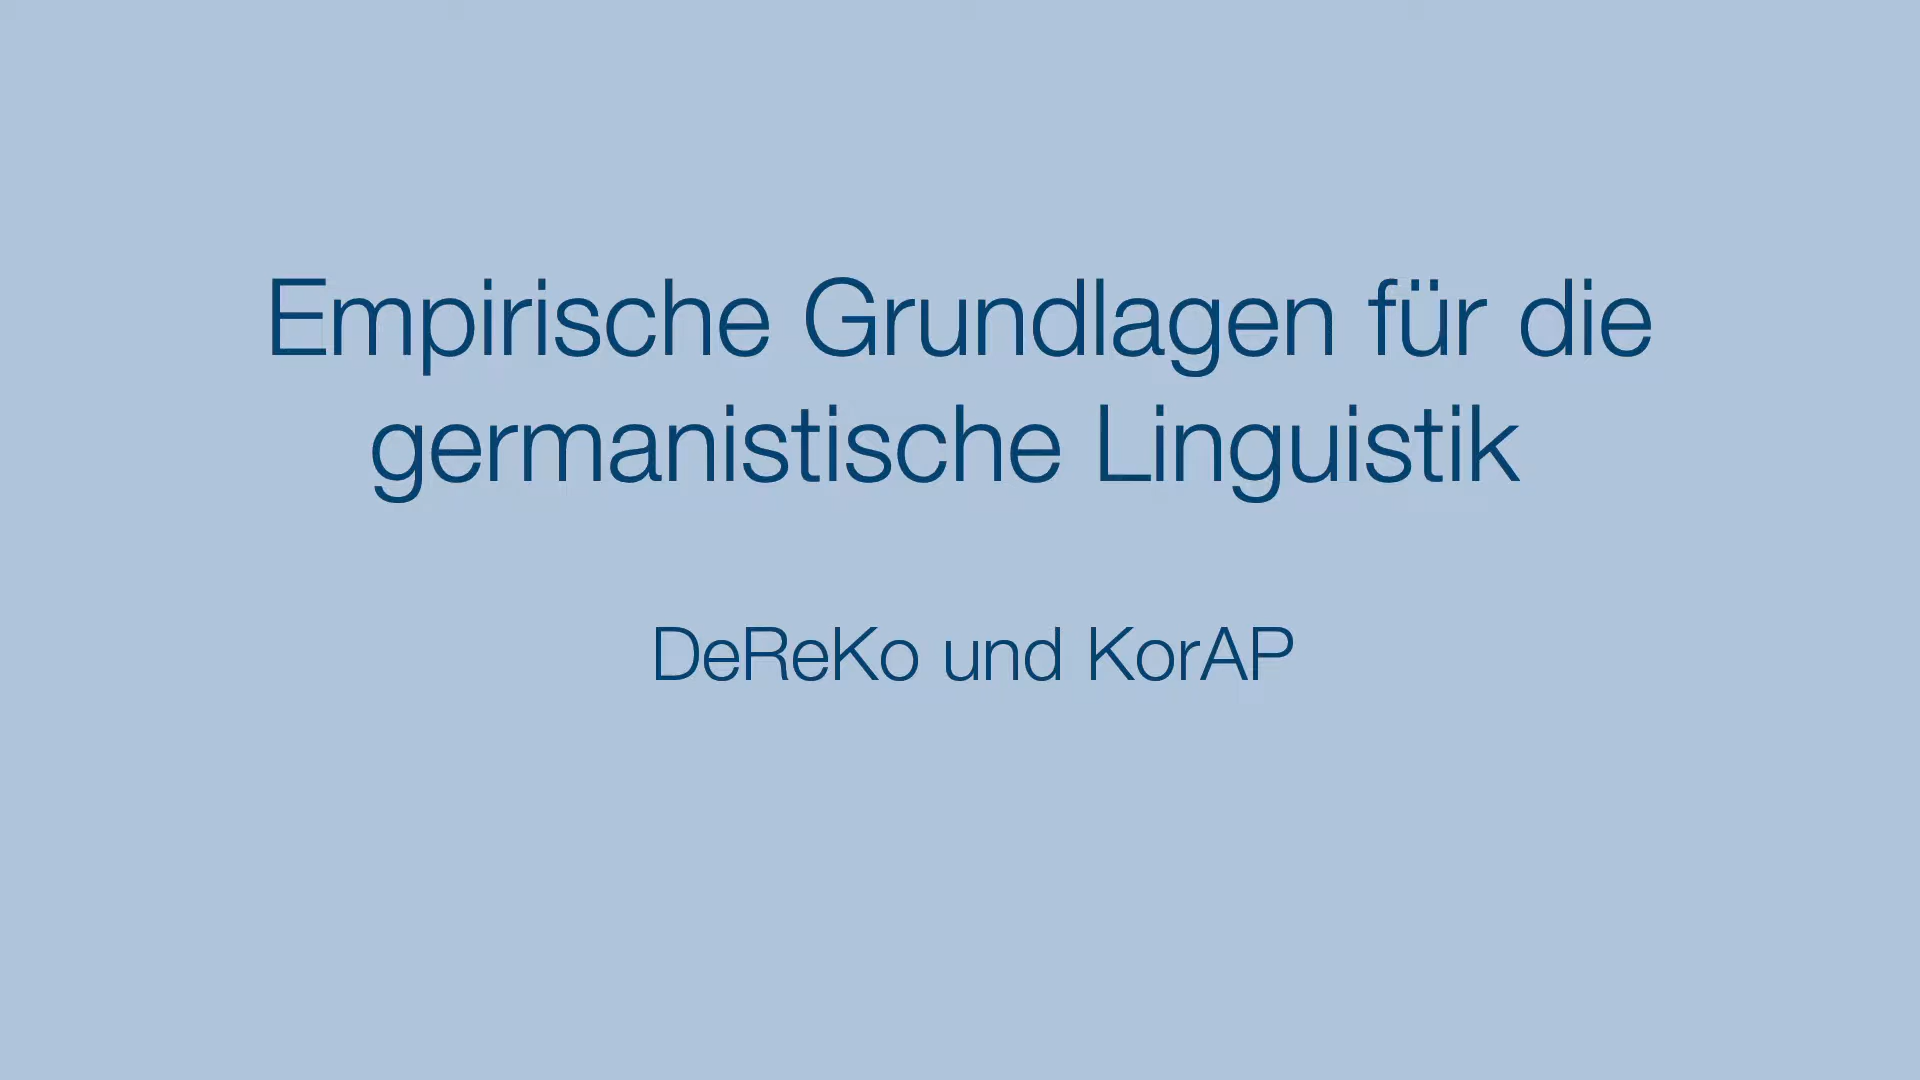 Empirische Grundlagen für die
germanistische Linguistik
DeReKo und KorAP